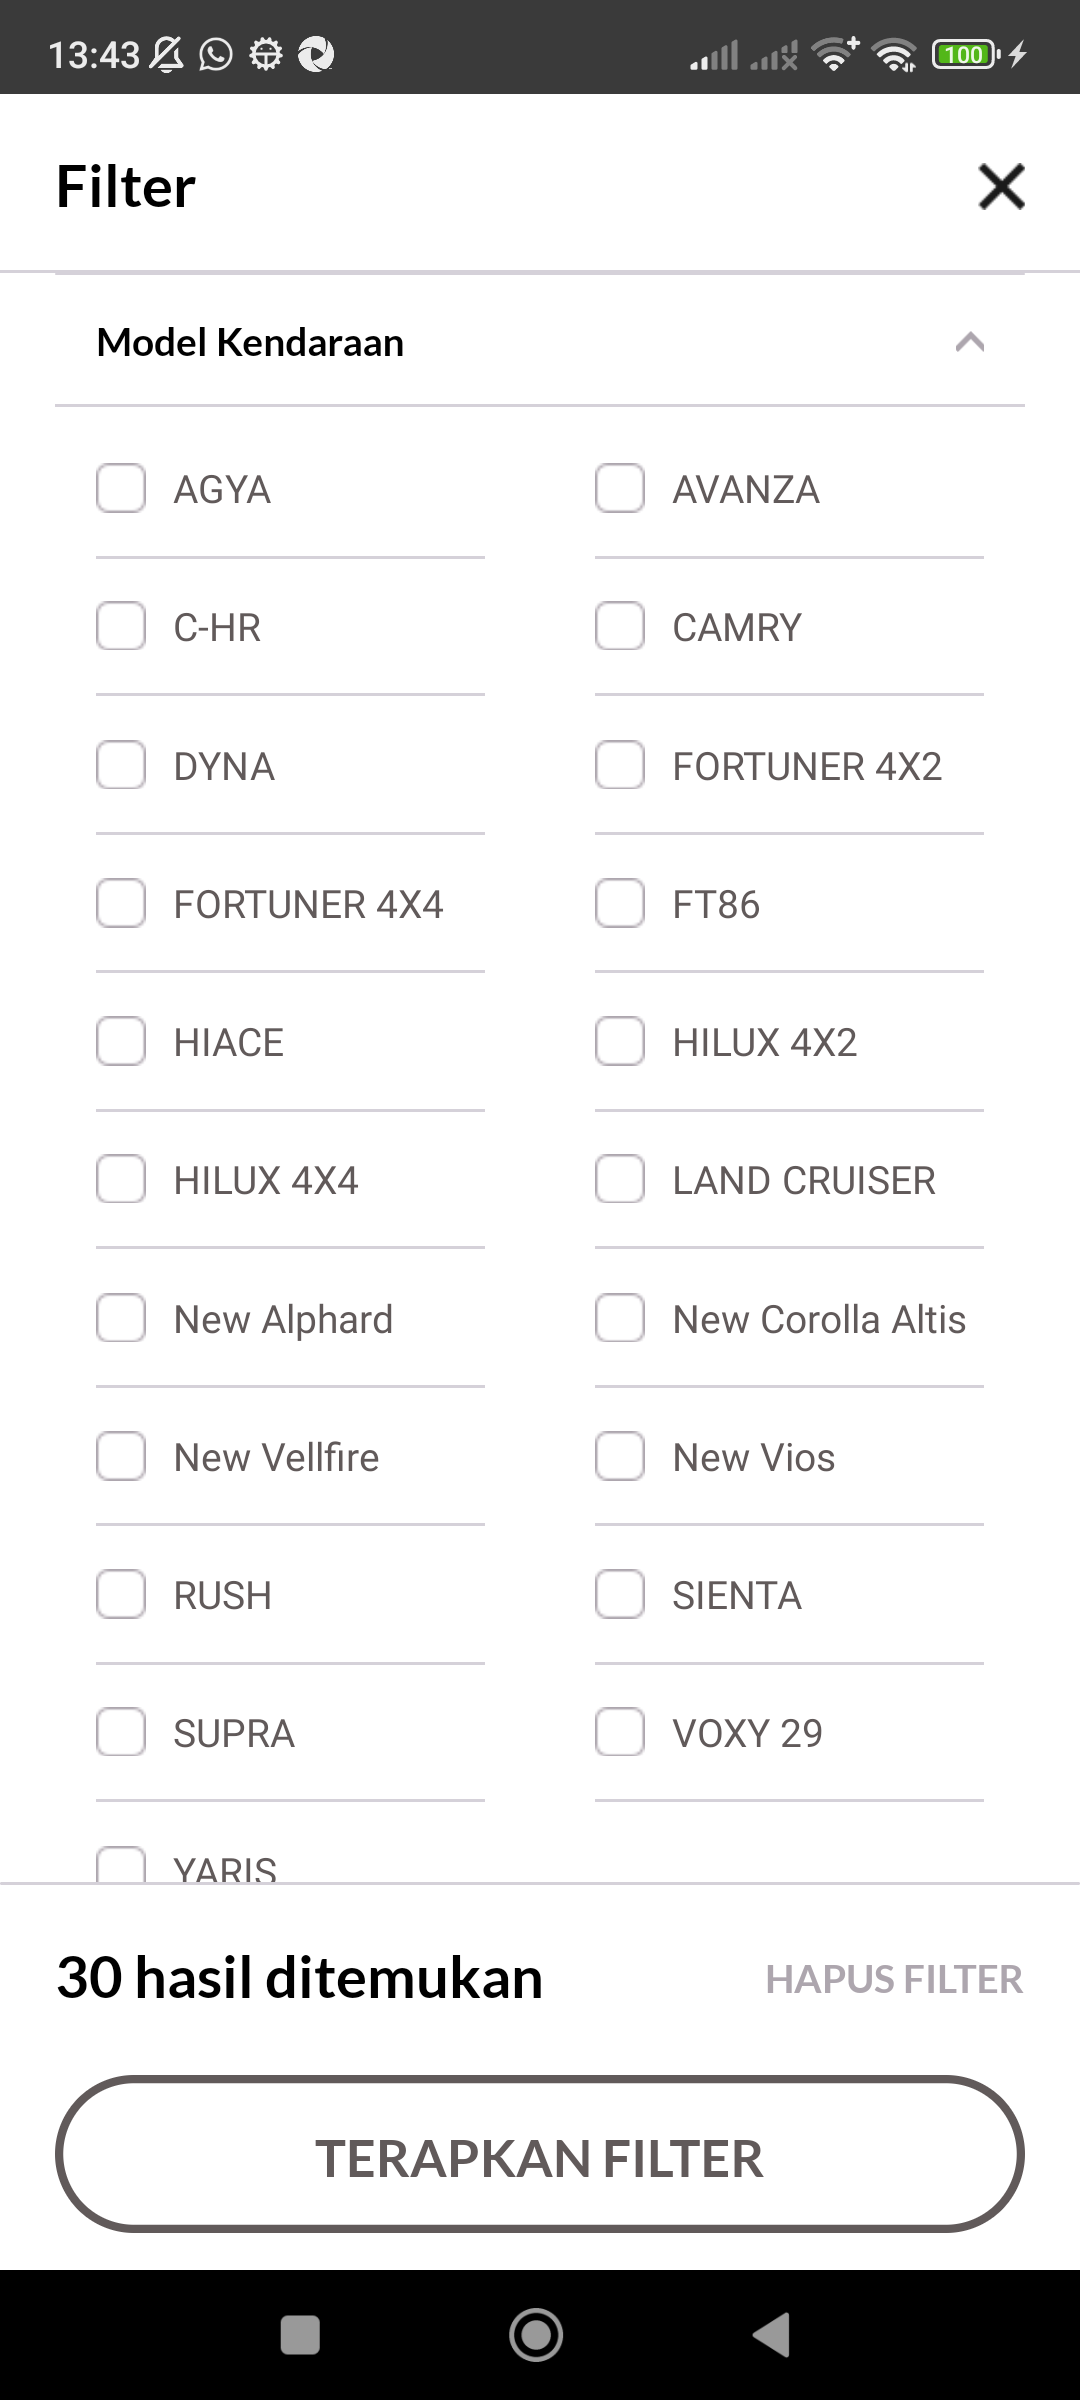 13:43
100
Filter
Model Kendaraan
AGYA
AVANZA
C-HR
CAMRY
DYNA
FORTUNER 4X2
FORTUNER 4X4
FT86
HIACE
HILUX 4X2
HILUX 4X4
LAND CRUISER
New Alphard
New Corolla Altis
New Vellfire
New Vios
RUSH
SIENTA
SUPRA
VOXY 29
YARIS
30 hasil ditemukan
HAPUS FILTER
TERAPKAN FILTER